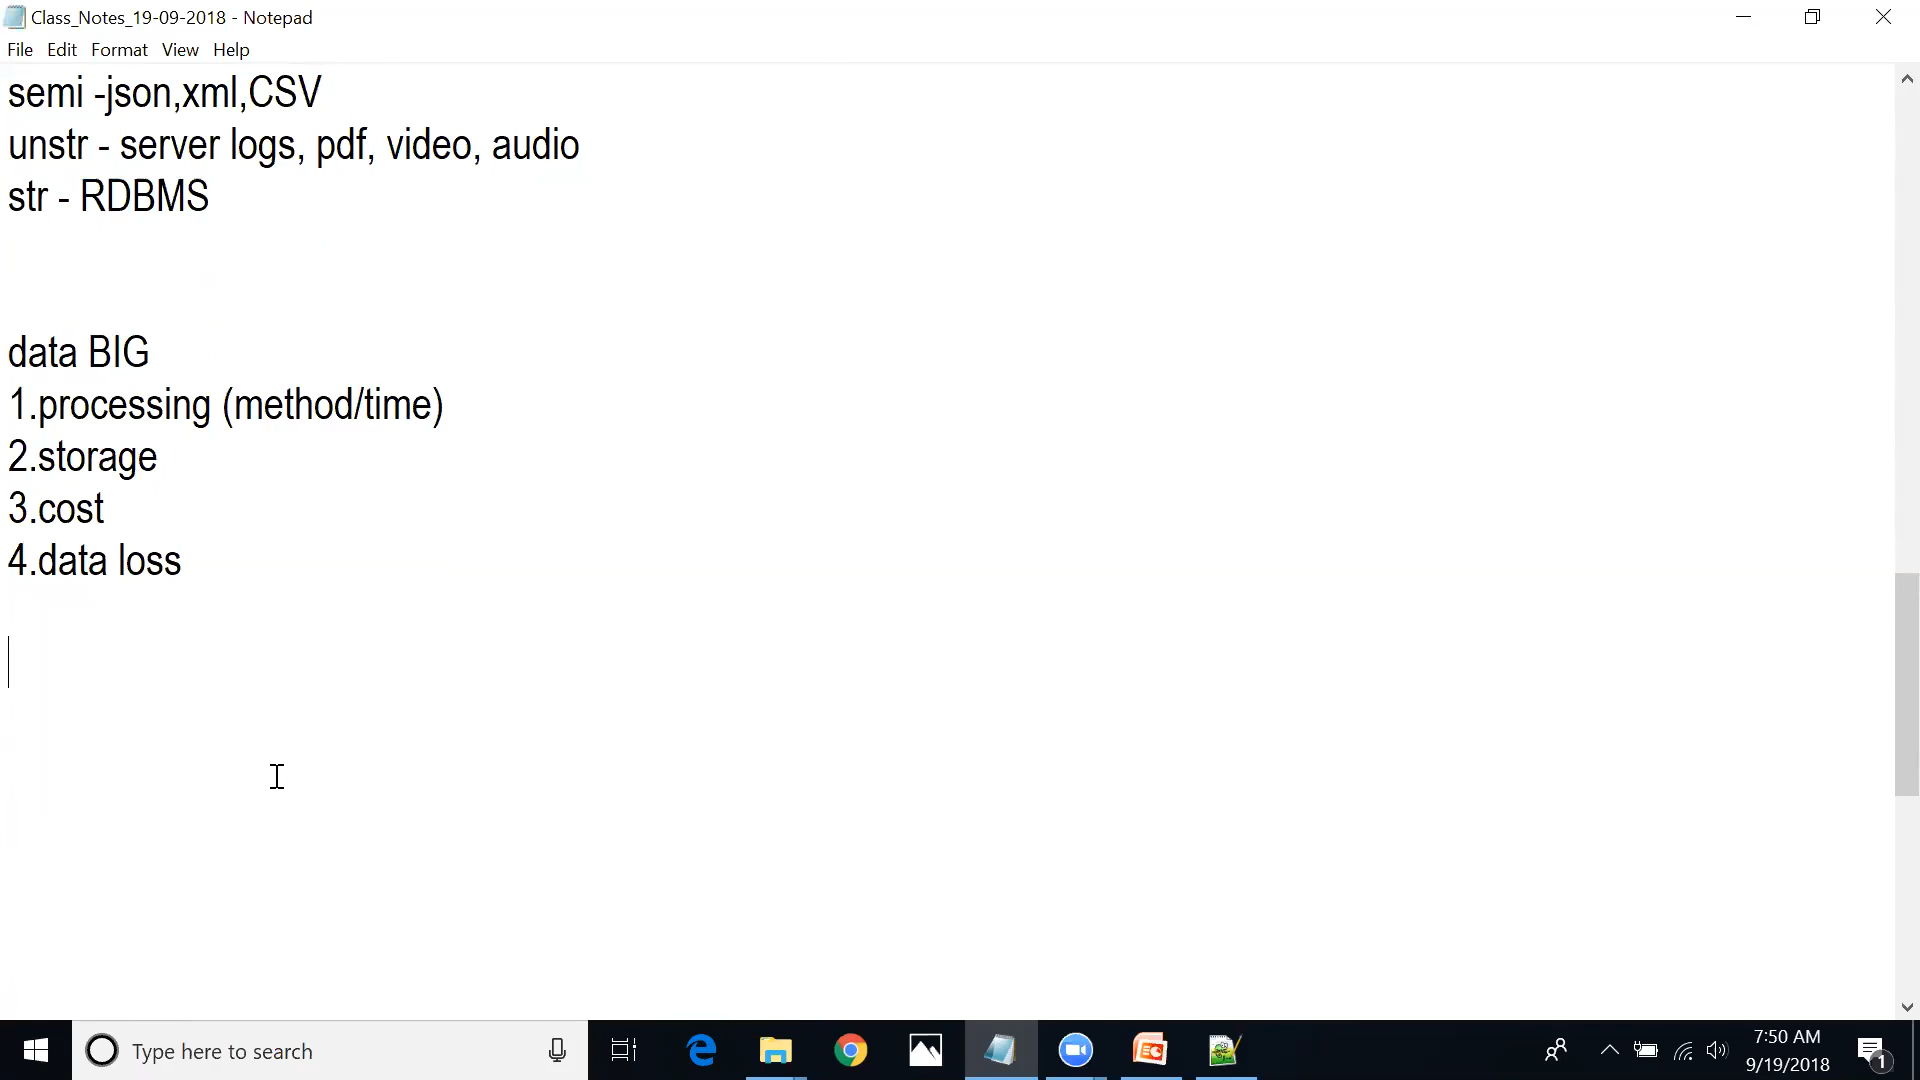 Class_Notes_19-09-2018 - Notepad
File Edit Format View Help
semi -json,xml,CSV
unstr - server logs, pdf, video, audio
str - RDBMS
data BIG
1.processing (method/time)
2.storage
3.cost
4.data loss
Type here to search
7:50 AM
9/19/2018
1